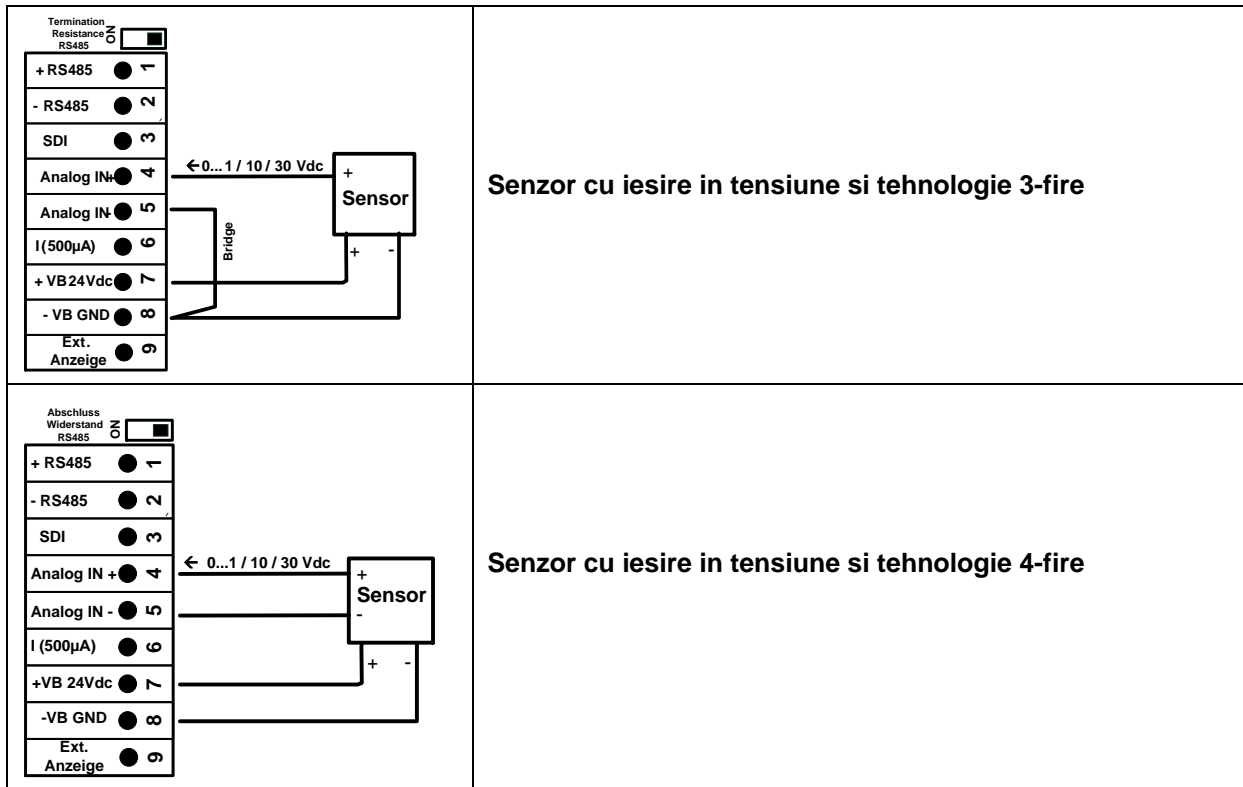 Termination
Resistance
RS485
ON
+ RS485 1
- RS485 2
SDI 3
Analog IN+ 4
Analog IN- 5
I (500µA) 6
+ VB24Vdc 7
- VB GND 8
Ext.
Anzeige 9
←0...1 / 10 / 30 Vdc
Bridge
+
Sensor
+ -
Senzor cu iesire in tensiune si tehnologie 3-fire
Abschluss
Widerstand
RS485
ON
+ RS485 1
- RS485 2
SDI 3
Analog IN + 4
Analog IN - 5
I (500µA) 6
+VB 24Vdc 7
-VB GND 8
Ext.
Anzeige 9
← 0...1 / 10 / 30 Vdc
+
Sensor
-
+ -
Senzor cu iesire in tensiune si tehnologie 4-fire